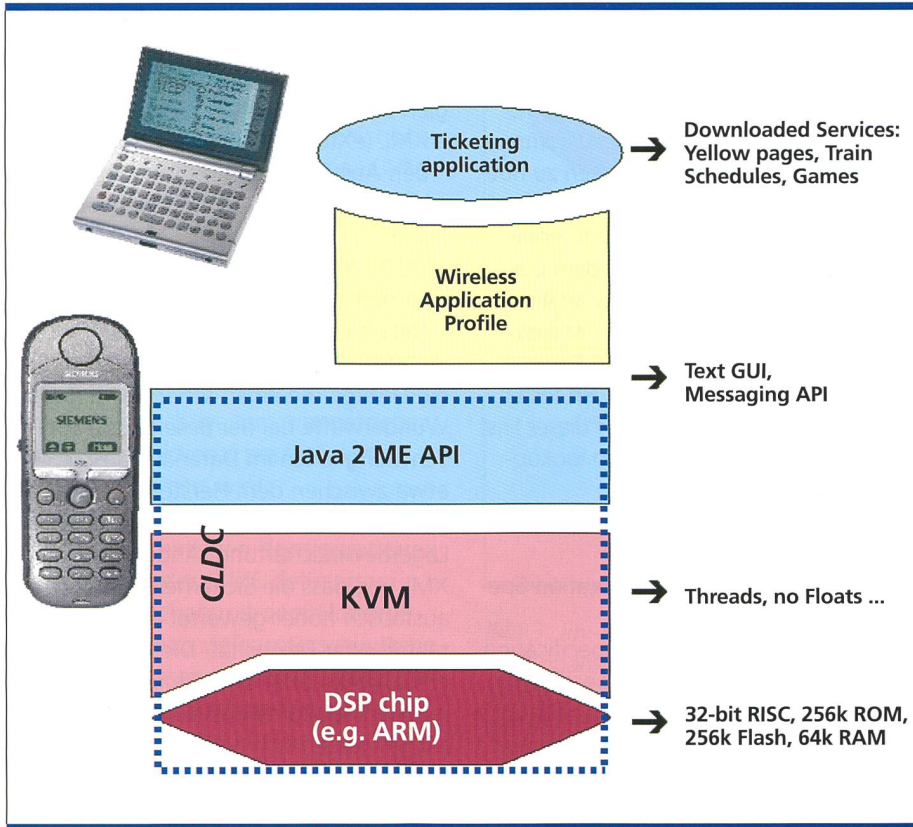 Ticketing
application
Downloaded Services:
Yellow pages, Train
Schedules, Games
Wireless
Application
Profile
Text GUI,
Messaging API
SIEMENS
SIEMENS
Menu
Java 2 ME API
CLDC
KVM
Threads, no Floats ...
DSP chip
(e.g. ARM)
32-bit RISC, 256k ROM,
256k Flash, 64k RAM